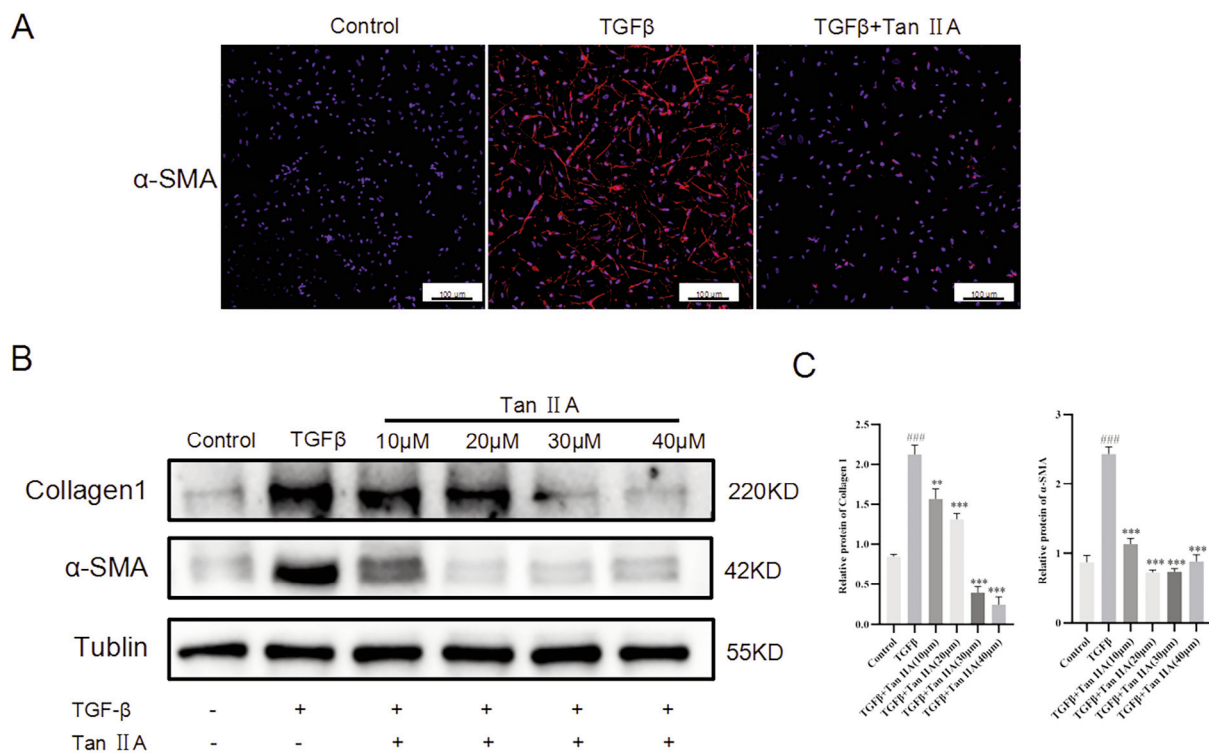 A
Control TGFβ TGFβ+Tan ⅡA
α-SMA
100 μm 100 μm 100 μm
B
Tan ⅡA
Control TGFβ 10μM 20μM 30μM 40μM
Collagen1 220KD
α-SMA 42KD
Tublin 55KD
TGF-β - + + + + +
Tan ⅡA - - + + + +
C
Relative protein of Collagen 1
2.5
2.0
1.5
1.0
0.5
0.0
###
**
***
***
***
Control
TGFβ
TGFβ+Tan IIA(10μm)
TGFβ+Tan IIA(20μm)
TGFβ+Tan IIA(30μm)
TGFβ+Tan IIA(40μm)
Relative protein of α-SMA
3
2
1
0
###
***
***
***
***
Control
TGFβ
TGFβ+Tan IIA(10μm)
TGFβ+Tan IIA(20μm)
TGFβ+Tan IIA(30μm)
TGFβ+Tan IIA(40μm)